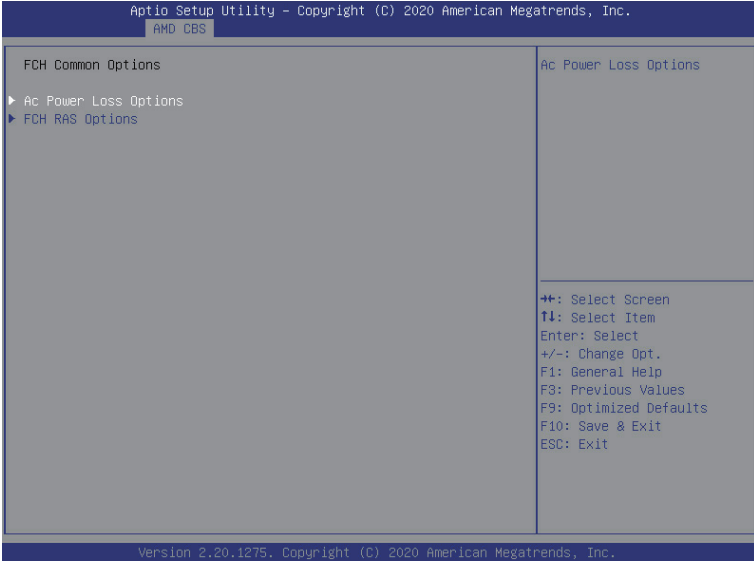 Aptio Setup Utility – Copyright (C) 2020 American Megatrends, Inc.
AMD CBS
FCH Common Options
▶ Ac Power Loss Options
▶ FCH RAS Options
Ac Power Loss Options
→←: Select Screen
↑↓: Select Item
Enter: Select
+/-: Change Opt.
F1: General Help
F3: Previous Values
F9: Optimized Defaults
F10: Save & Exit
ESC: Exit
Version 2.20.1275. Copyright (C) 2020 American Megatrends, Inc.